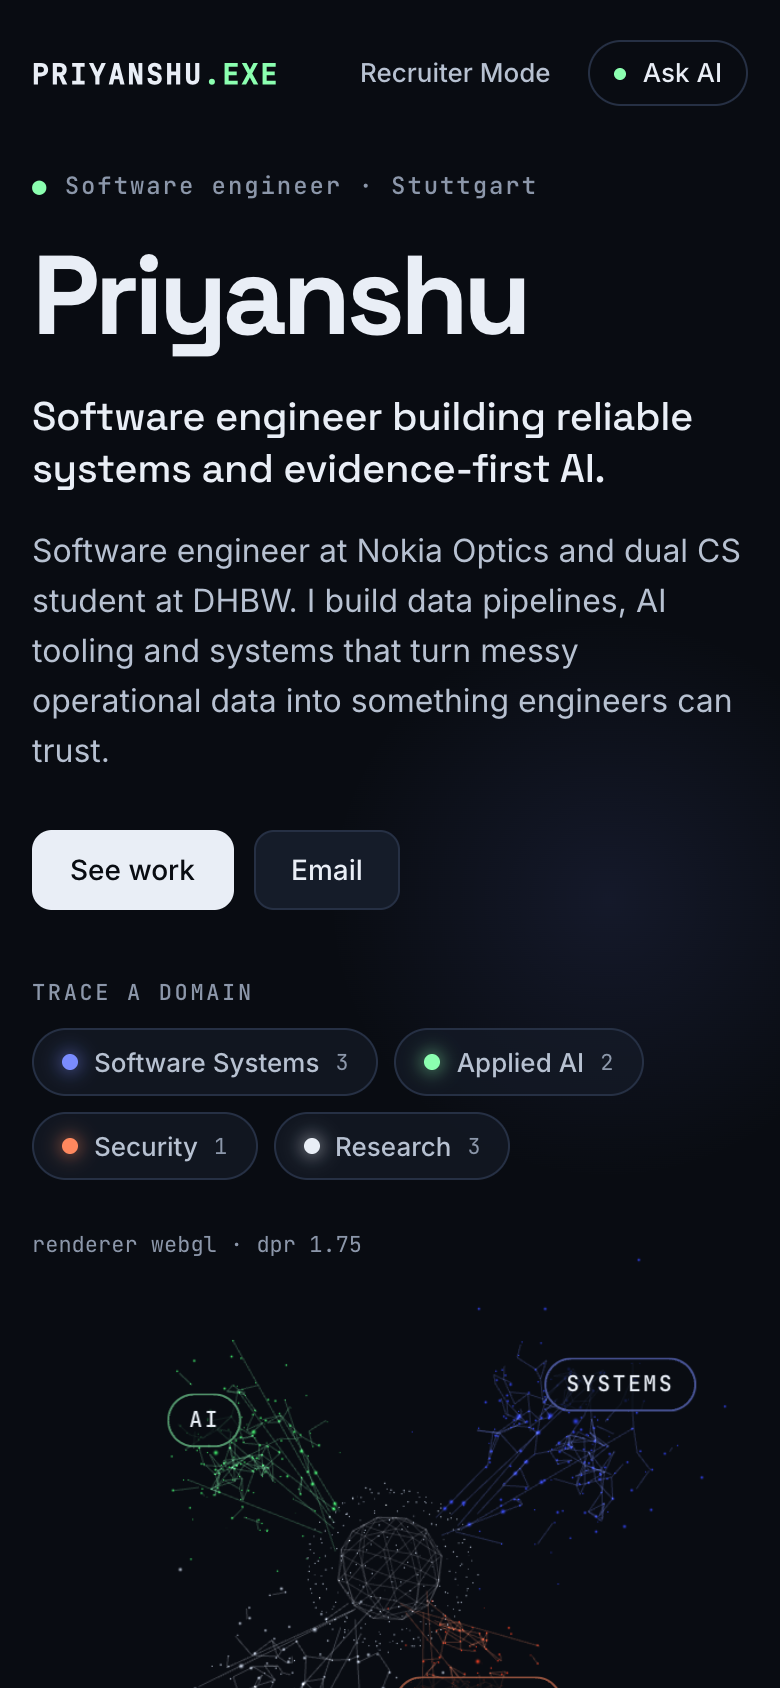 PRIYANSHU.EXE
Recruiter Mode
Ask AI
Software engineer · Stuttgart
Priyanshu
Software engineer building reliable
systems and evidence-first AI.
Software engineer at Nokia Optics and dual CS
student at DHBW. I build data pipelines, AI
tooling and systems that turn messy
operational data into something engineers can
trust.
See work
Email
TRACE A DOMAIN
Software Systems 3
Applied AI 2
Security 1
Research 3
renderer webgl · dpr 1.75
SYSTEMS
AI